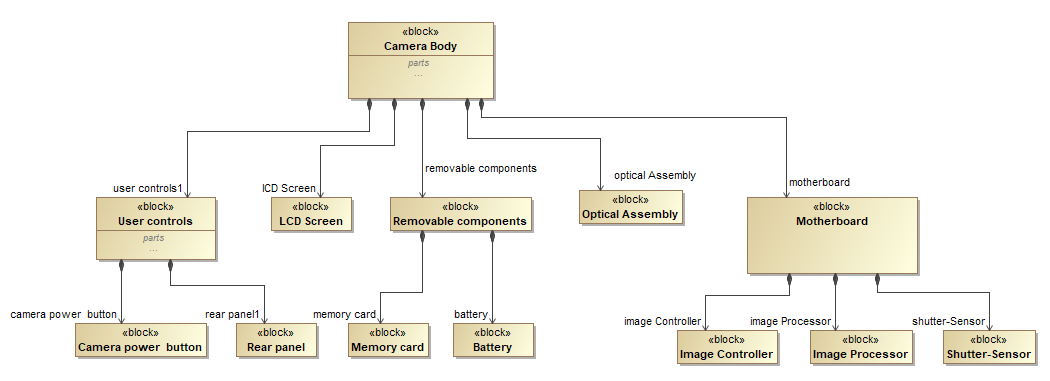 «block»
Camera Body
parts
...
user controls1
lCD Screen
removable components
optical Assembly
motherboard
«block»
User controls
parts
...
«block»
LCD Screen
«block»
Removable components
«block»
Optical Assembly
«block»
Motherboard
camera power  button
rear panel1
memory card
battery
image Controller
image Processor
shutter-Sensor
«block»
Camera power  button
«block»
Rear panel
«block»
Memory card
«block»
Battery
«block»
Image Controller
«block»
Image Processor
«block»
Shutter-Sensor